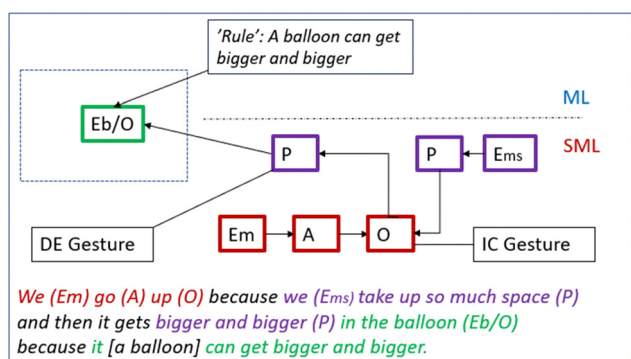 'Rule': A balloon can get
bigger and bigger
ML
Eb/O
SML
P
P
Ems
DE Gesture
Em
A
O
IC Gesture
We (Em) go (A) up (O) because we (Ems) take up so much space (P)
and then it gets bigger and bigger (P) in the balloon (Eb/O)
because it [a balloon] can get bigger and bigger.